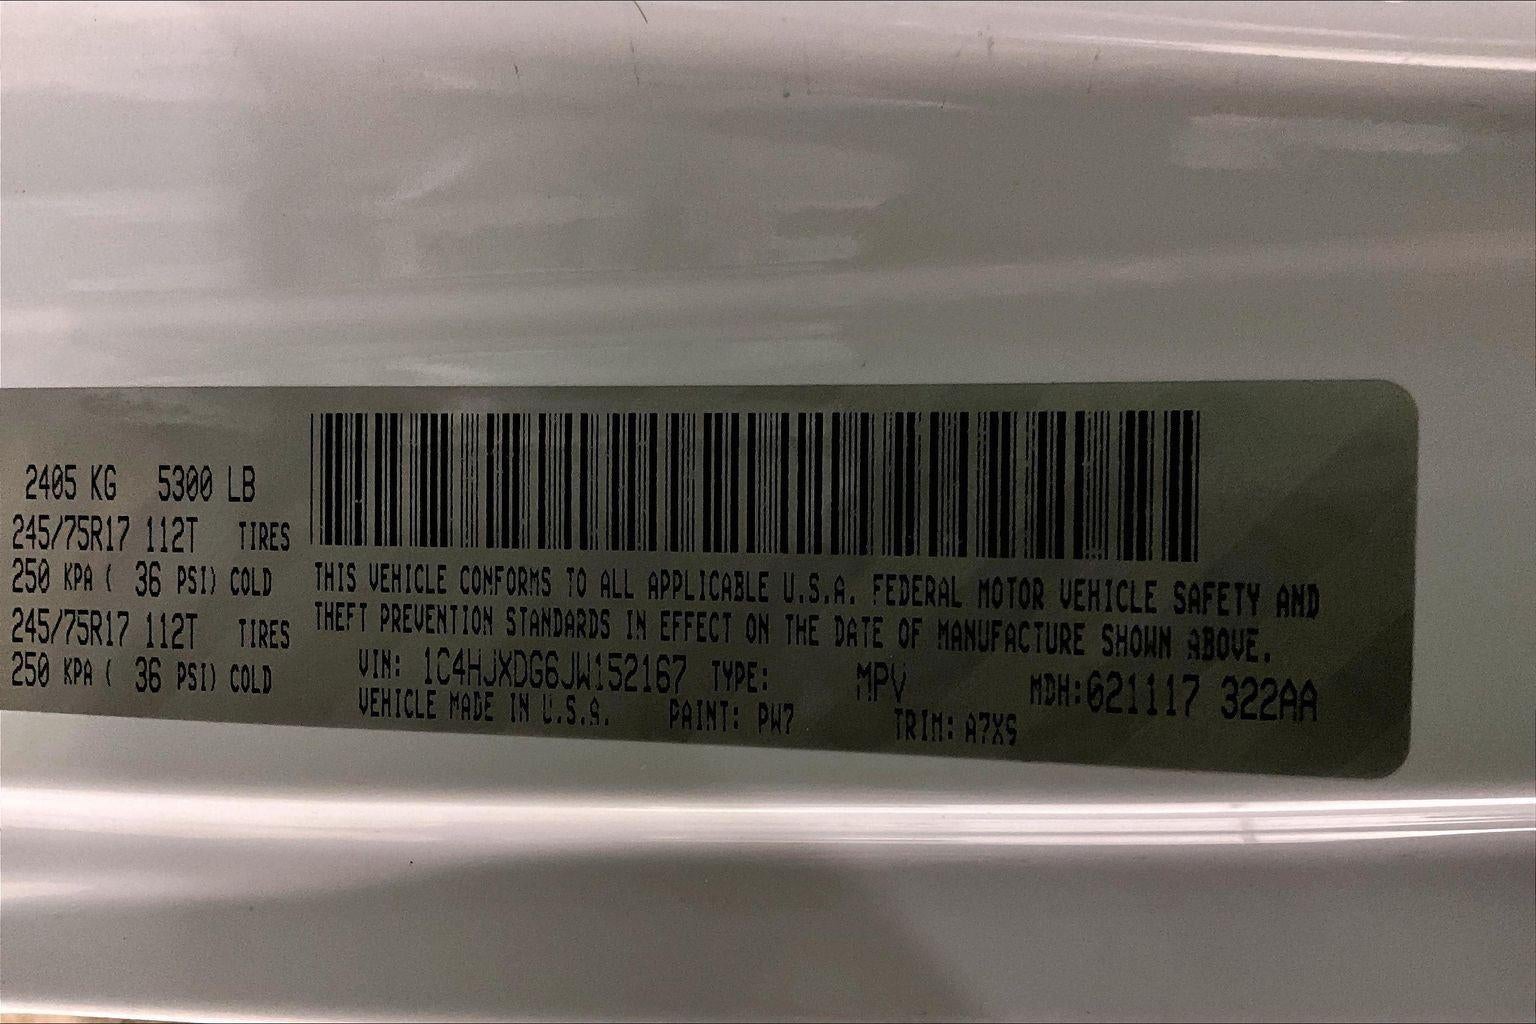 2405 KG 5300 LB
245/75R17 112T TIRES
250 KPA ( 36 PSI) COLD
245/75R17 112T TIRES
250 KPA ( 36 PSI) COLD
THIS VEHICLE CONFORMS TO ALL APPLICABLE U.S.A. FEDERAL MOTOR VEHICLE SAFETY AND
THEFT PREVENTION STANDARDS IN EFFECT ON THE DATE OF MANUFACTURE SHOWN ABOVE.
VIN: 1C4HJXDG6JW152167 TYPE: MPV MDH:021117 322AA
VEHICLE MADE IN U.S.A. PAINT: PW7 TRIM: A7X9